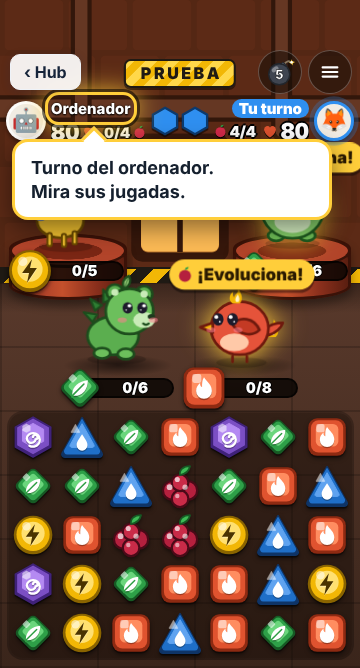 ‹ Hub
PRUEBA
5
Ordenador
Tu turno
80
0/4
4/4
80
na!
Turno del ordenador.
Mira sus jugadas.
0/5
6
¡Evoluciona!
0/6
0/8